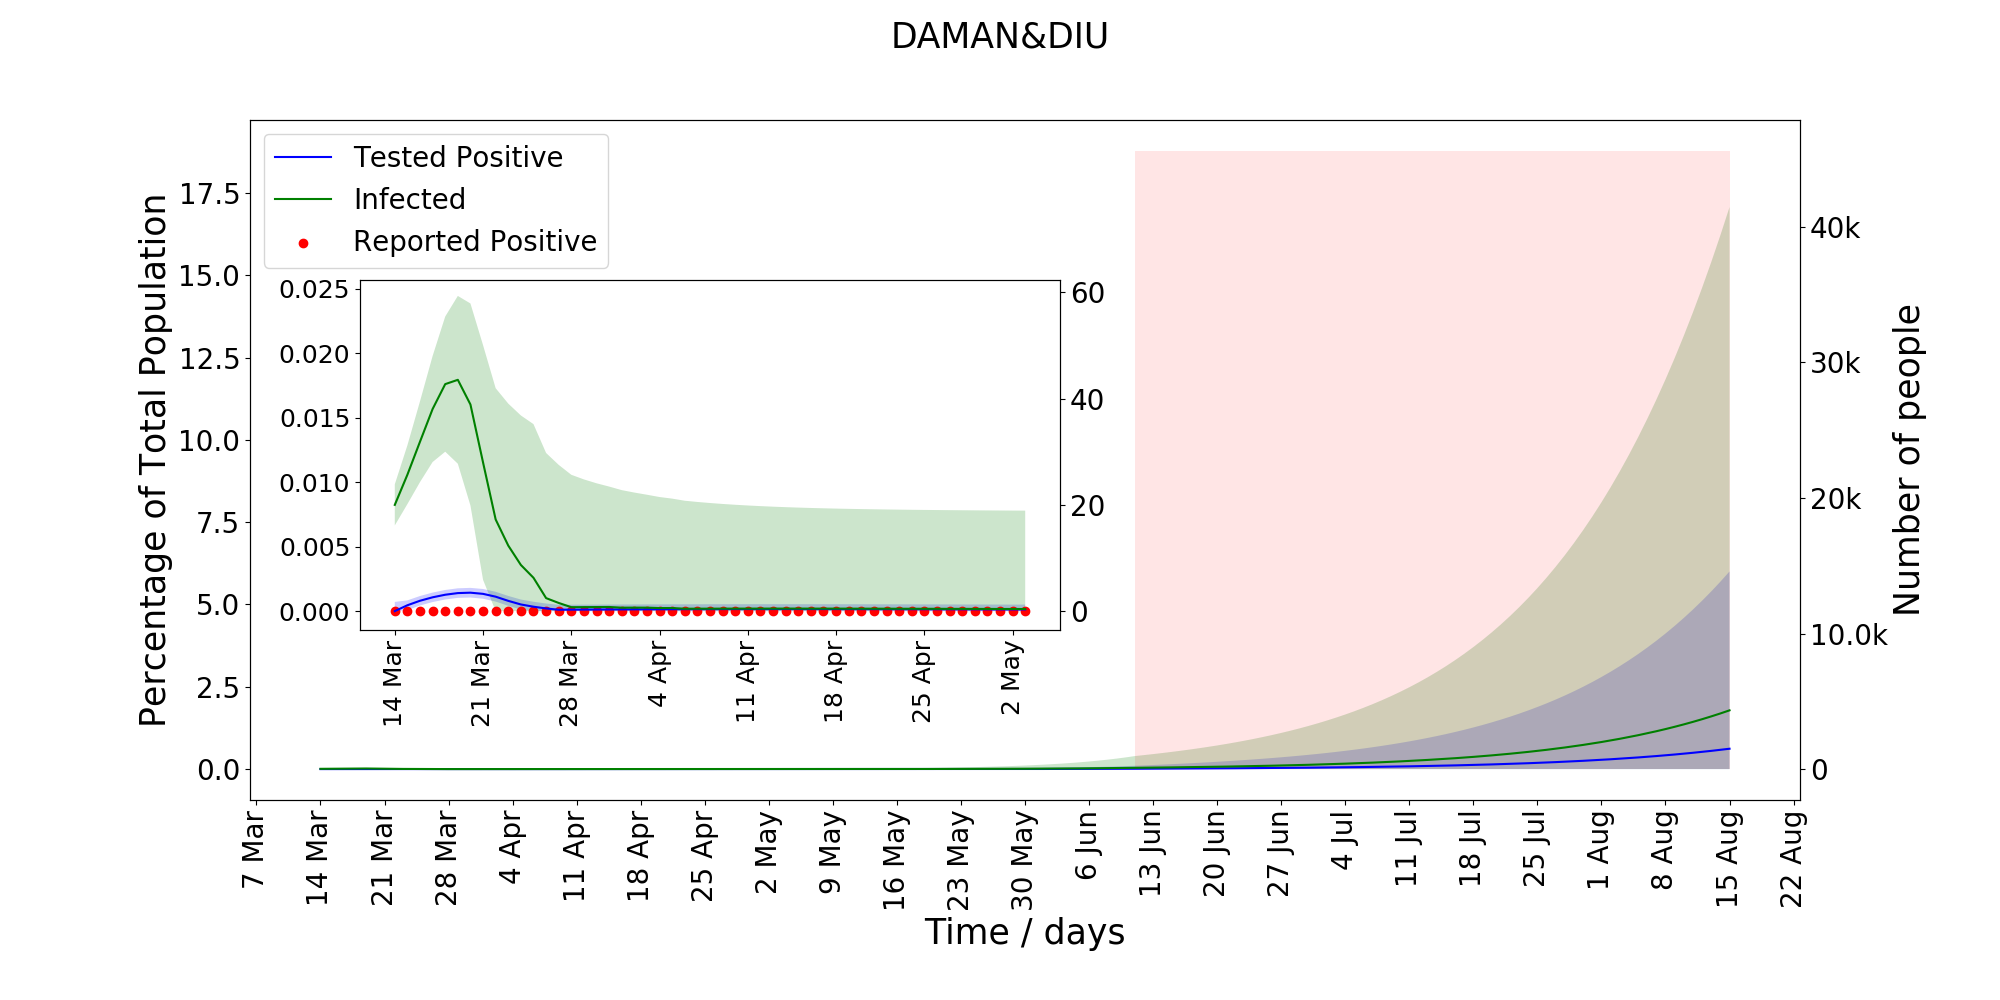 DAMAN&DIU
Tested Positive
Infected
Reported Positive
Percentage of Total Population
17.5
15.0
12.5
10.0
7.5
5.0
2.5
0.0
0.025
0.020
0.015
0.010
0.005
0.000
60
40
20
0
14 Mar
21 Mar
28 Mar
4 Apr
11 Apr
18 Apr
25 Apr
2 May
40k
30k
20k
10.0k
0
Number of people
7 Mar
14 Mar
21 Mar
28 Mar
4 Apr
11 Apr
18 Apr
25 Apr
2 May
9 May
16 May
23 May
30 May
6 Jun
13 Jun
20 Jun
27 Jun
4 Jul
11 Jul
18 Jul
25 Jul
1 Aug
8 Aug
15 Aug
22 Aug
Time / days